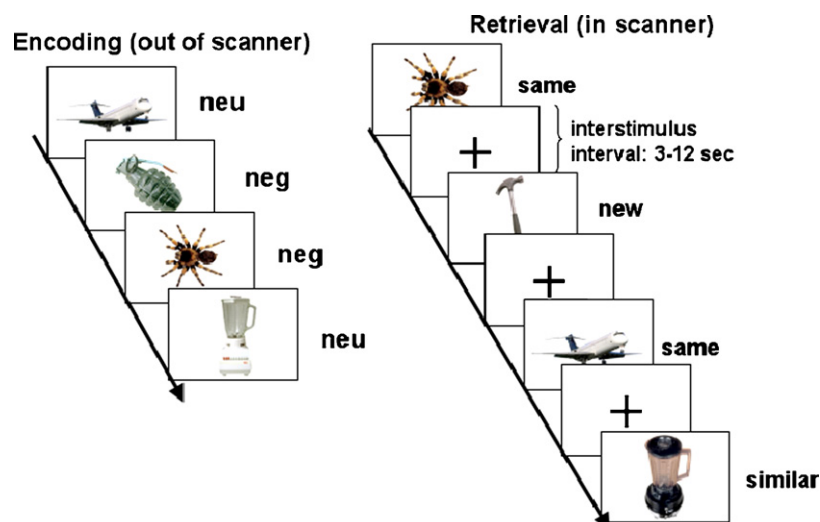 Encoding (out of scanner)
neu
neg
neg
neu
Retrieval (in scanner)
same
interstimulus
interval: 3-12 sec
new
same
similar